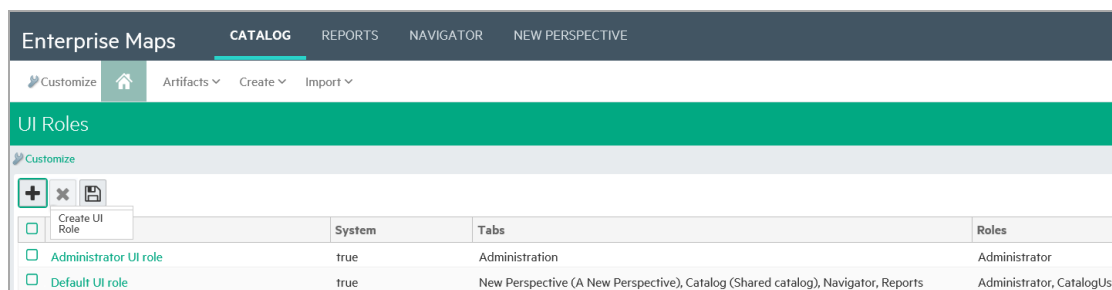 Enterprise Maps CATALOG REPORTS NAVIGATOR NEW PERSPECTIVE
Customize Artifacts Create Import
UI Roles
Customize
Create UI
Role
System Tabs Roles
Administrator UI role true Administration Administrator
Default UI role true New Perspective (A New Perspective), Catalog (Shared catalog), Navigator, Reports Administrator, CatalogUs